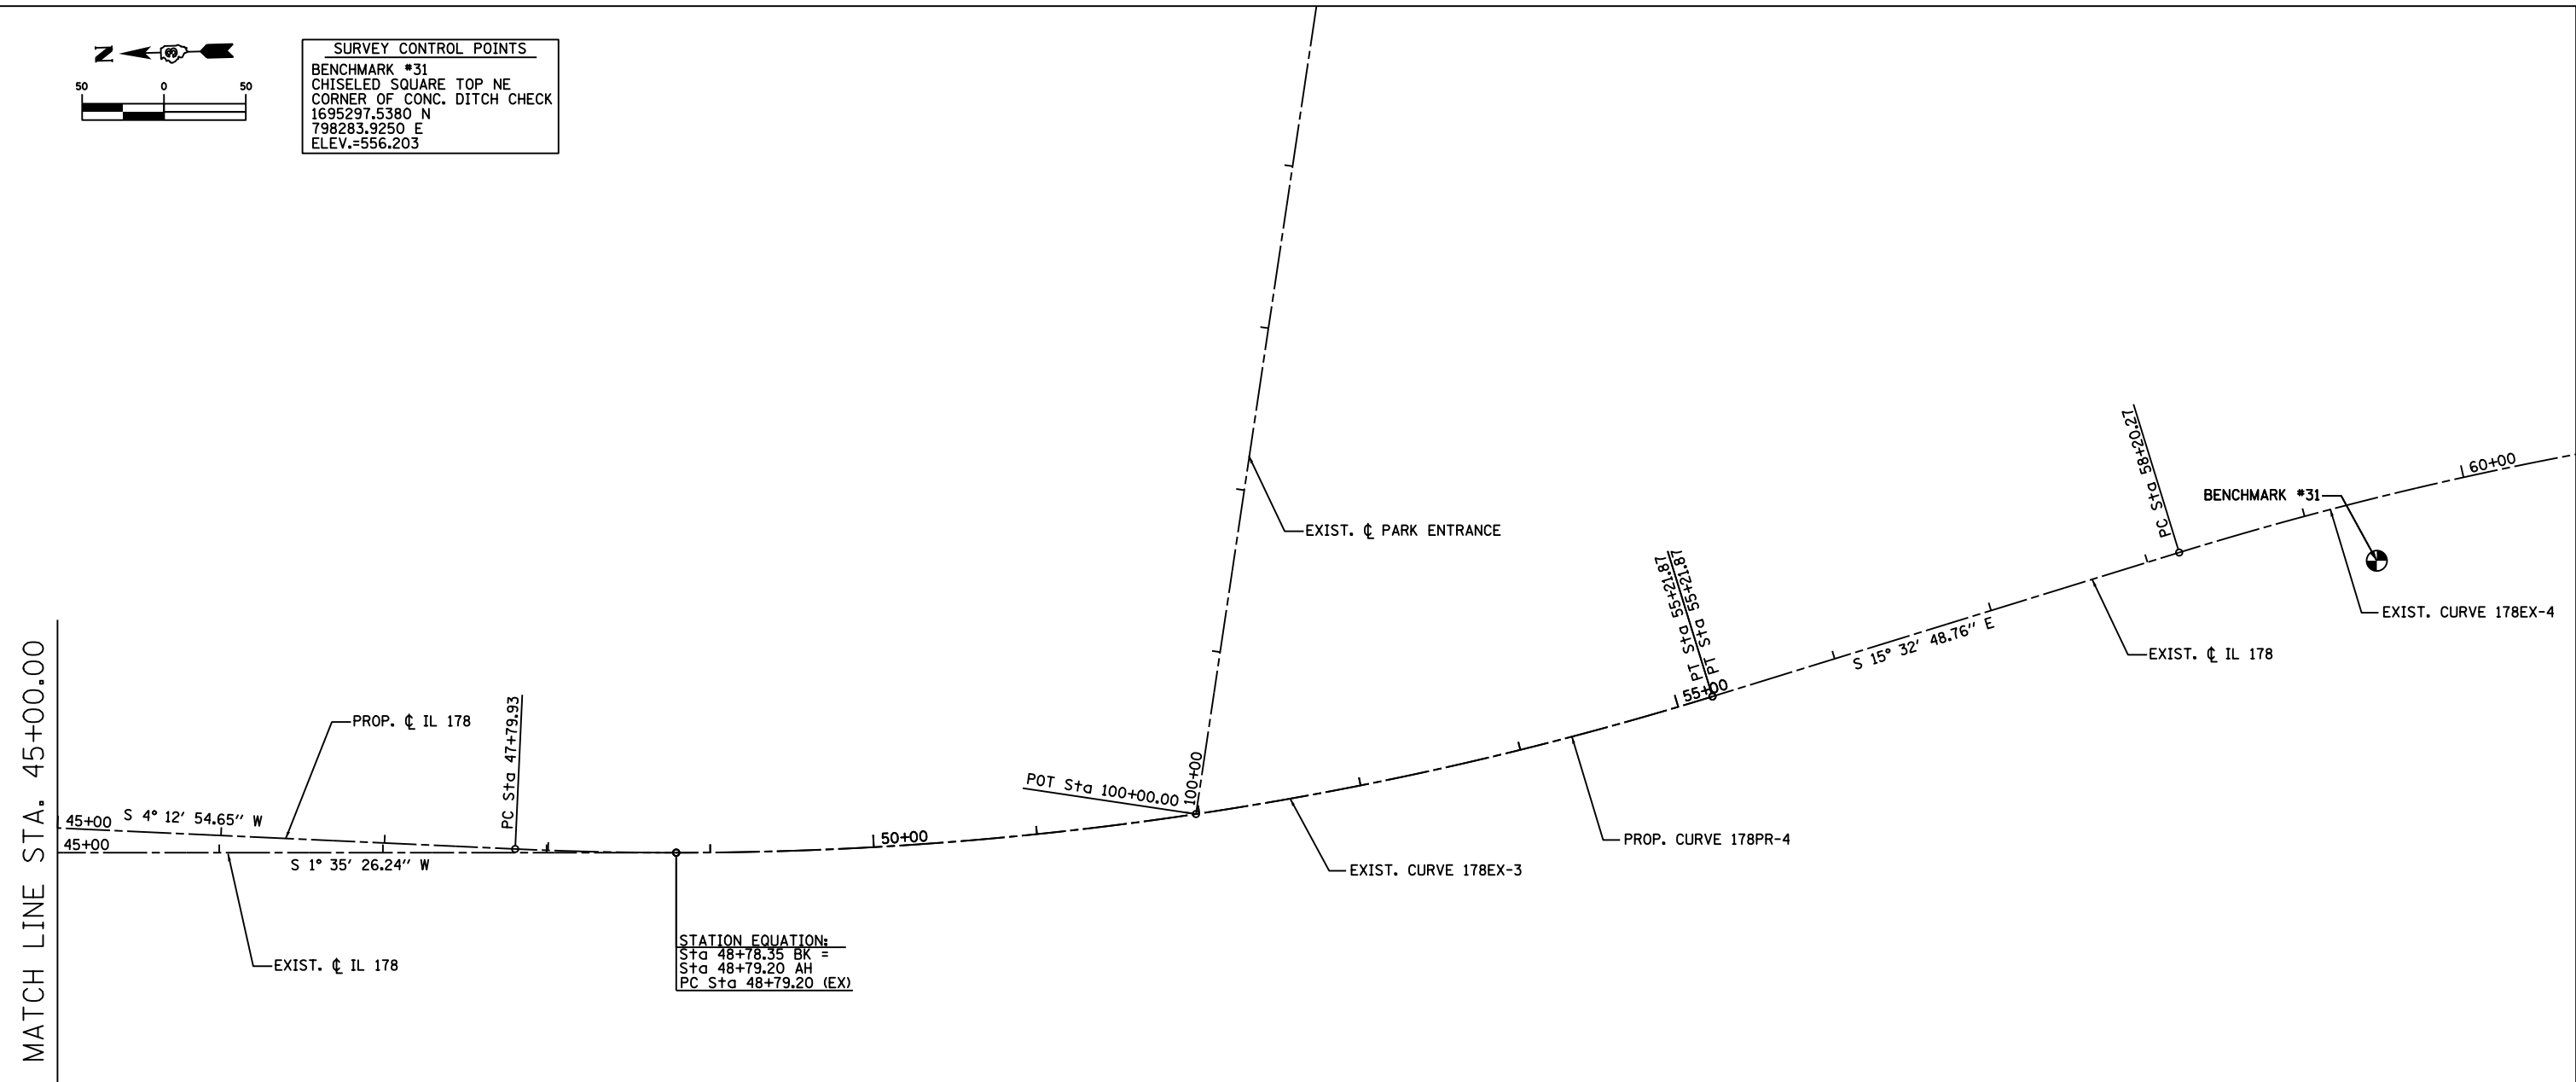 N
50 0 50
SURVEY CONTROL POINTS
BENCHMARK #31
CHISELED SQUARE TOP NE
CORNER OF CONC. DITCH CHECK
1695297.5380 N
798283.9250 E
ELEV.=556.203
MATCH LINE STA. 45+00.00
45+00
S 4° 12' 54.65" W
45+00
S 1° 35' 26.24" W
PROP. ℄ IL 178
EXIST. ℄ IL 178
PC Sta 47+79.93
STATION EQUATION:
Sta 48+78.35 BK =
Sta 48+79.20 AH
PC Sta 48+79.20 (EX)
50+00
POT Sta 100+00.00
100+00
EXIST. ℄ PARK ENTRANCE
EXIST. CURVE 178EX-3
PROP. CURVE 178PR-4
55+00
PT Sta 55+21.87
PT Sta 55+21.87
S 15° 32' 48.76" E
EXIST. ℄ IL 178
PC Sta 58+20.27
BENCHMARK #31
EXIST. CURVE 178EX-4
60+00